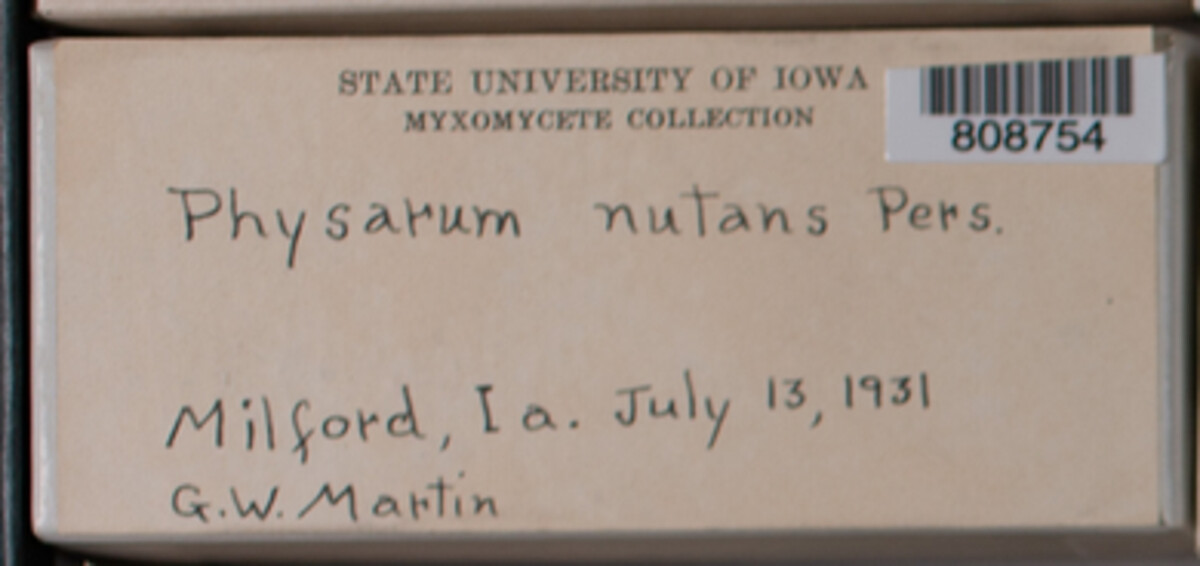 STATE UNIVERSITY OF IOWA
MYXOMYCETE COLLECTION
808754
Physarum nutans Pers.
Milford, Ia. July 13, 1931
G.W. Martin